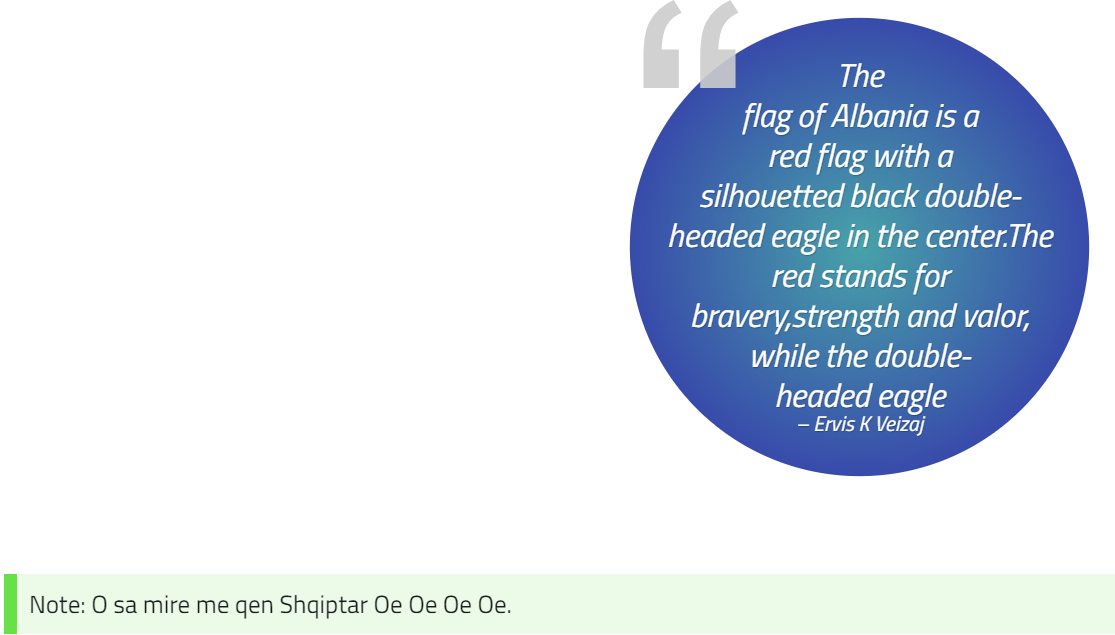 The
flag of Albania is a
red flag with a
silhouetted black double-
headed eagle in the center.The
red stands for
bravery,strength and valor,
while the double-
headed eagle
– Ervis K Veizaj
Note: O sa mire me qen Shqiptar Oe Oe Oe Oe.